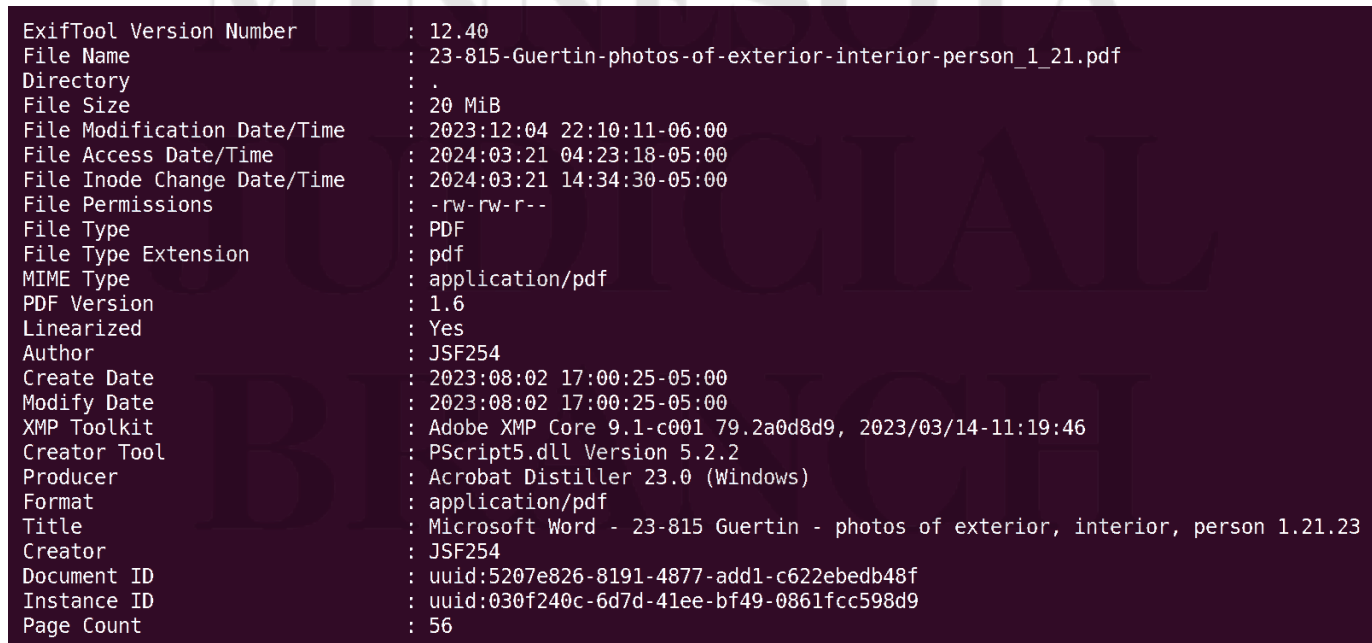 MINNESOTA
ExifTool Version Number : 12.40
File Name : 23-815-Guertin-photos-of-exterior-interior-person_1_21.pdf
Directory : .
File Size : 20 MiB
File Modification Date/Time : 2023:12:04 22:10:11-06:00
File Access Date/Time : 2024:03:21 04:23:18-05:00
File Inode Change Date/Time : 2024:03:21 14:34:30-05:00
File Permissions : -rw-rw-r--
File Type : PDF
File Type Extension : pdf
MIME Type : application/pdf
PDF Version : 1.6
Linearized : Yes
Author : JSF254
Create Date : 2023:08:02 17:00:25-05:00
Modify Date : 2023:08:02 17:00:25-05:00
XMP Toolkit : Adobe XMP Core 9.1-c001 79.2a0d8d9, 2023/03/14-11:19:46
Creator Tool : PScript5.dll Version 5.2.2
Producer : Acrobat Distiller 23.0 (Windows)
Format : application/pdf
Title : Microsoft Word - 23-815 Guertin - photos of exterior, interior, person 1.21.23
Creator : JSF254
Document ID : uuid:5207e826-8191-4877-add1-c622ebedb48f
Instance ID : uuid:030f240c-6d7d-41ee-bf49-0861fcc598d9
Page Count : 56
JUDICIAL
BRANCH